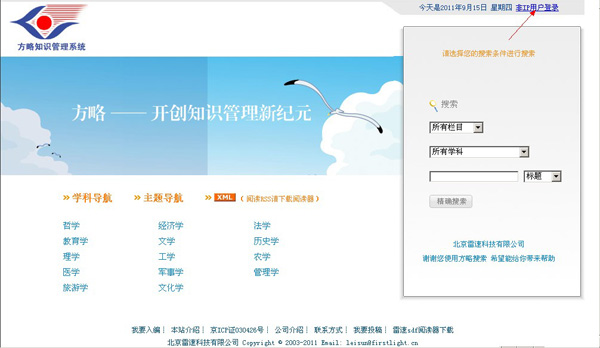 今天是2011年9月15日 星期四 非IP用户登录
方略知识管理系统
请选择您的搜索条件进行搜索
方略 —— 开创知识管理新纪元
搜索
所有栏目
所有学科
标题
精确搜索
北京雷速科技有限公司
谢谢您使用方略搜索 希望能给你带来帮助
学科导航 主题导航 XML (阅读RSS请下载阅读器)
哲学 经济学 法学
教育学 文学 历史学
理学 工学 农学
医学 军事学 管理学
旅游学 文化学
我要入编 | 本站介绍 | 京ICP证030426号 | 公司介绍 | 联系方式 | 我要投稿 | 雷速sdf阅读器下载
北京雷速科技有限公司 Copyright © 2003-2011 Email: leisun@firstlight.cn